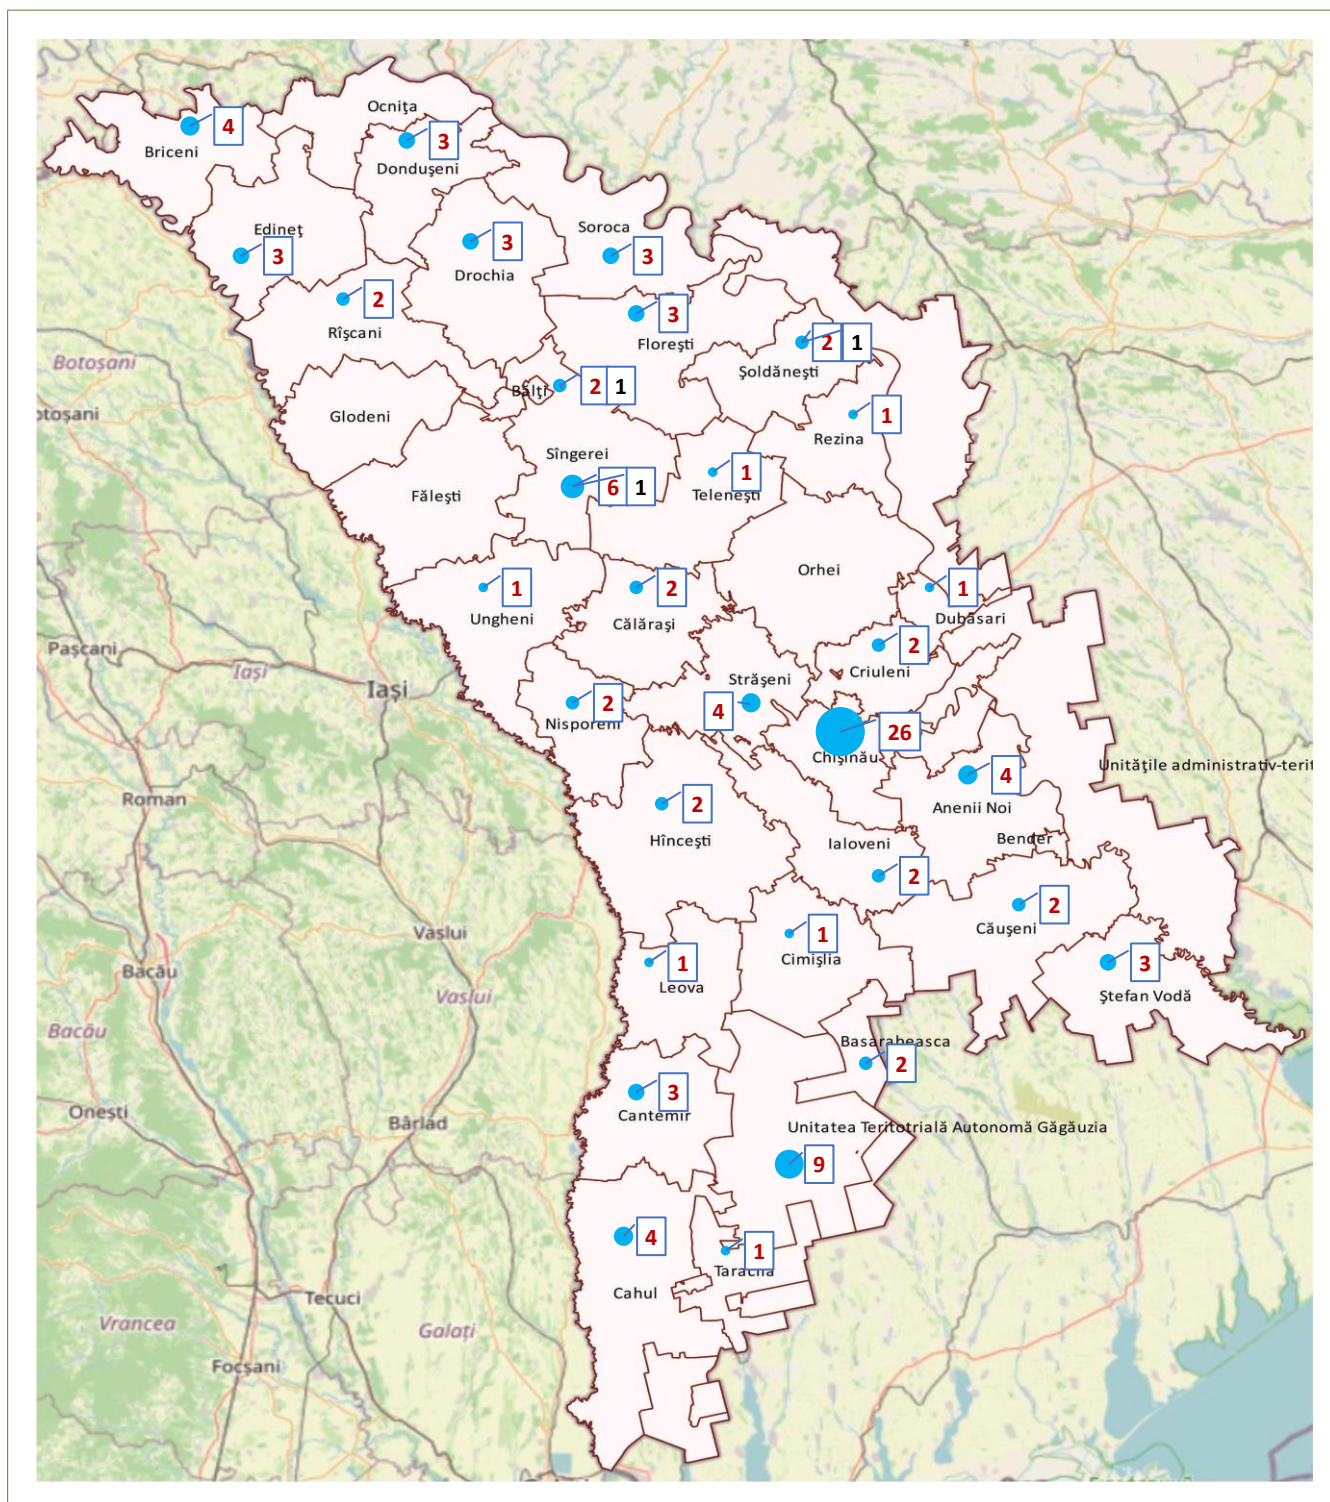 Ocnița
4
Briceni
3
Dondușeni
Edineț
3
Soroca
3
3
Drochia
2
Rîșcani
3
Florești
2 1
Șoldănești
Botoșani
Bălți
2 1
otoșani
Glodeni
1
Rezina
Sîngerei
6 1
1
Telenești
Fălești
Orhei
1
Ungheni
2
Călărași
1
Dubăsari
Pașcani
Iași
Iași
2
Criuleni
Strășeni
4
2
Nisporeni
26
Chișinău
Unitățile administrativ-terit
4
Anenii Noi
Roman
2
Hîncești
Ialoveni
Bender
2
2
Căușeni
Vaslui
1
Cimișlia
Bacău
1
Leova
3
Ștefan Vodă
Vaslui
Bacău
Basarabeasca
2
3
Cantemir
Onești
Bârlad
Unitatea Teritotrială Autonomă Găgăuzia
9
4
1
Taraclia
Cahul
Tecuci
Vrancea
Galați
Focșani